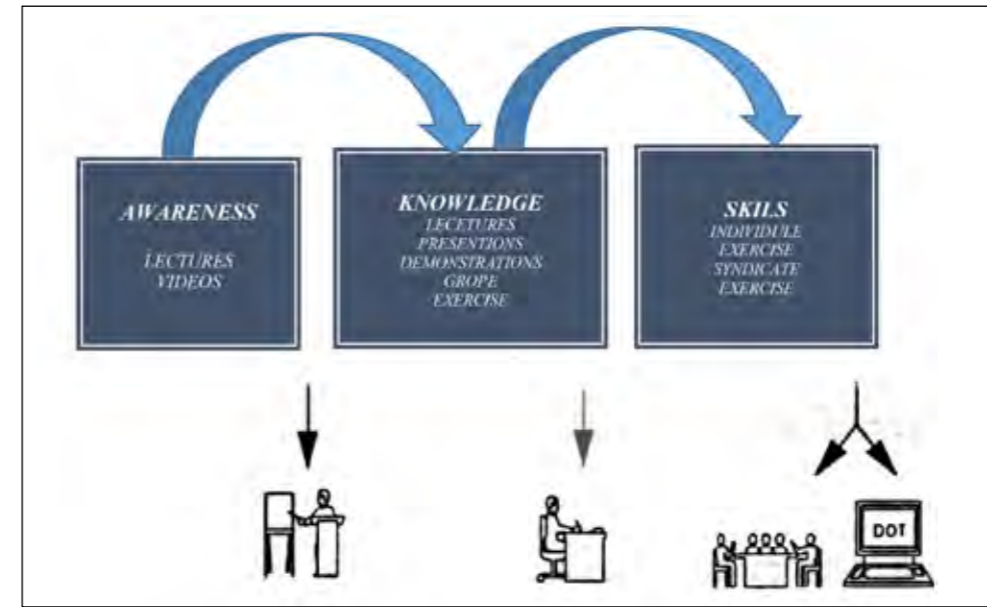 AWARENESS
LECTURES
VIDEOS
KNOWLEDGE
LECETURES
PRESENTIONS
DEMONSTRATIONS
GROPE
EXERCISE
SKILS
INDIVIDULE
EXERCISE
SYNDICATE
EXERCISE
DOT